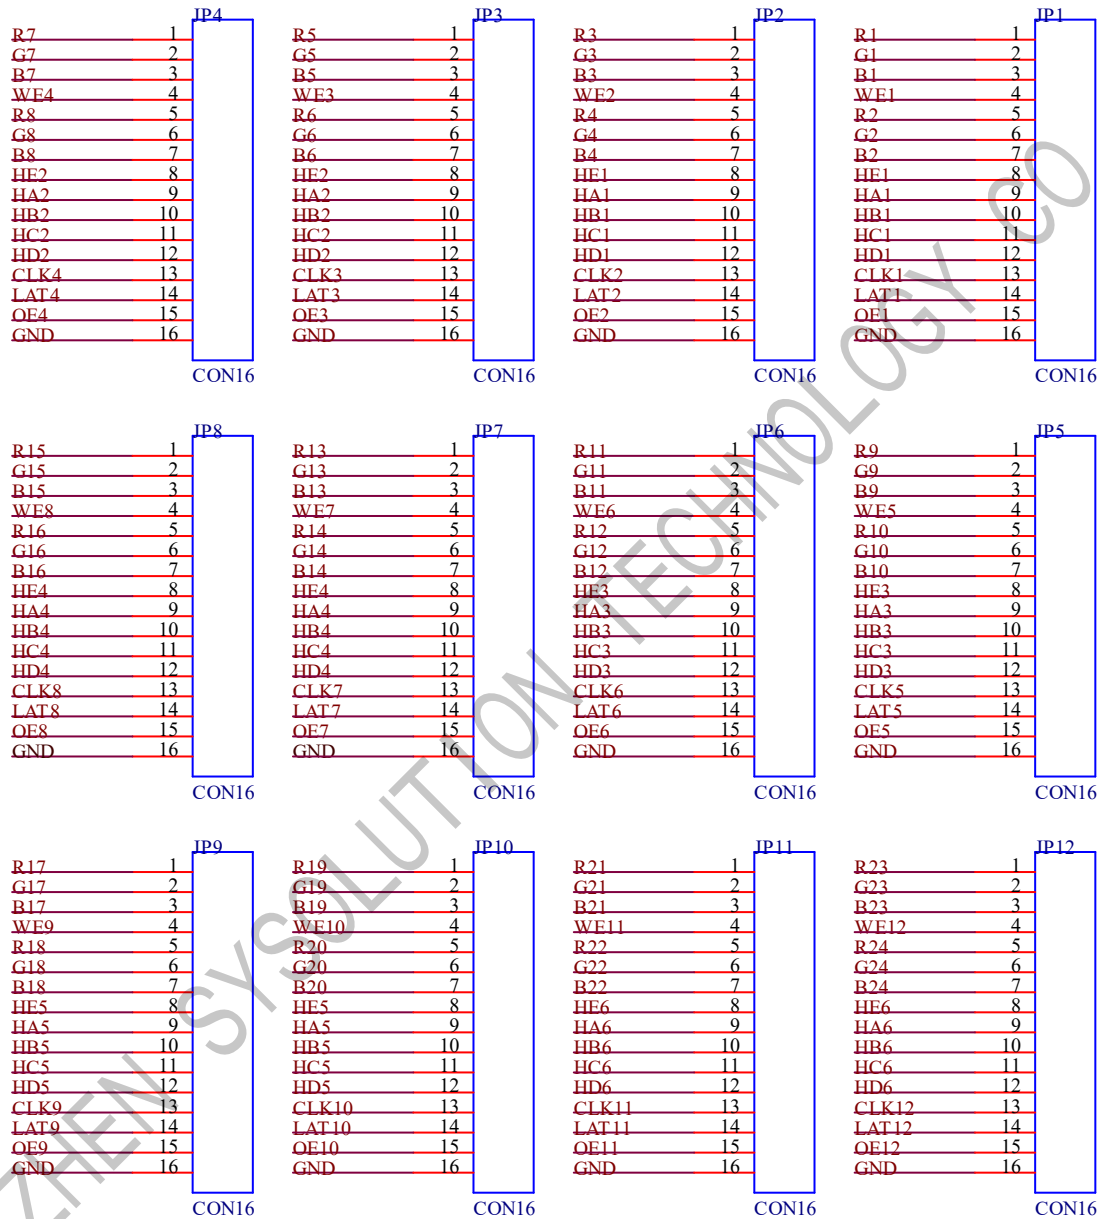 JP4 JP3 JP2 JP1
R7 1 R5 1 R3 1 R1 1
G7 2 G5 2 G3 2 G1 2
B7 3 B5 3 B3 3 B1 3
WE4 4 WE3 4 WE2 4 WE1 4
R8 5 R6 5 R4 5 R2 5
G8 6 G6 6 G4 6 G2 6
B8 7 B6 7 B4 7 B2 7
HE2 8 HE2 8 HE1 8 HE1 8
HA2 9 HA2 9 HA1 9 HA1 9
HB2 10 HB2 10 HB1 10 HB1 10
HC2 11 HC2 11 HC1 11 HC1 11
HD2 12 HD2 12 HD1 12 HD1 12
CLK4 13 CLK3 13 CLK2 13 CLK1 13
LAT4 14 LAT3 14 LAT2 14 LAT1 14
OE4 15 OE3 15 OE2 15 OE1 15
GND 16 GND 16 GND 16 GND 16
CON16 CON16 CON16 CON16
JP8 JP7 JP6 JP5
R15 1 R13 1 R11 1 R9 1
G15 2 G13 2 G11 2 G9 2
B15 3 B13 3 B11 3 B9 3
WE8 4 WE7 4 WE6 4 WE5 4
R16 5 R14 5 R12 5 R10 5
G16 6 G14 6 G12 6 G10 6
B16 7 B14 7 B12 7 B10 7
HE4 8 HE4 8 HE3 8 HE3 8
HA4 9 HA4 9 HA3 9 HA3 9
HB4 10 HB4 10 HB3 10 HB3 10
HC4 11 HC4 11 HC3 11 HC3 11
HD4 12 HD4 12 HD3 12 HD3 12
CLK8 13 CLK7 13 CLK6 13 CLK5 13
LAT8 14 LAT7 14 LAT6 14 LAT5 14
OE8 15 OE7 15 OE6 15 OE5 15
GND 16 GND 16 GND 16 GND 16
CON16 CON16 CON16 CON16
JP9 JP10 JP11 JP12
R17 1 R19 1 R21 1 R23 1
G17 2 G19 2 G21 2 G23 2
B17 3 B19 3 B21 3 B23 3
WE9 4 WE10 4 WE11 4 WE12 4
R18 5 R20 5 R22 5 R24 5
G18 6 G20 6 G22 6 G24 6
B18 7 B20 7 B22 7 B24 7
HE5 8 HE5 8 HE6 8 HE6 8
HA5 9 HA5 9 HA6 9 HA6 9
HB5 10 HB5 10 HB6 10 HB6 10
HC5 11 HC5 11 HC6 11 HC6 11
HD5 12 HD5 12 HD6 12 HD6 12
CLK9 13 CLK10 13 CLK11 13 CLK12 13
LAT9 14 LAT10 14 LAT11 14 LAT12 14
OE9 15 OE10 15 OE11 15 OE12 15
GND 16 GND 16 GND 16 GND 16
CON16 CON16 CON16 CON16
ZHEN SYSOLUTION TECHNOLOGY CO